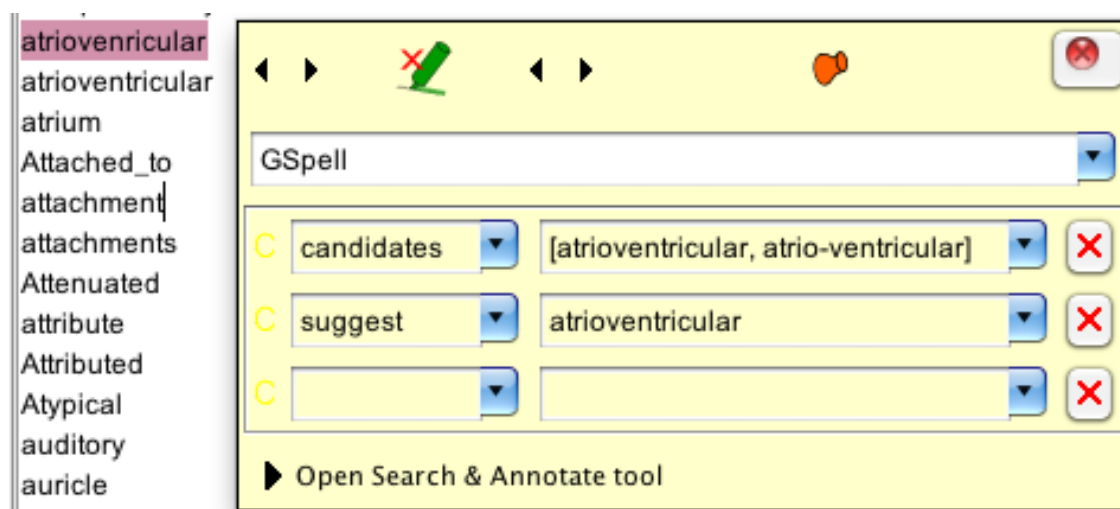 atriovenricular
atrioventricular
atrium
Attached_to
attachment
attachments
Attenuated
attribute
Attributed
Atypical
auditory
auricle
GSpell
C candidates [atrioventricular, atrio-ventricular]
C suggest atrioventricular
C
Open Search & Annotate tool